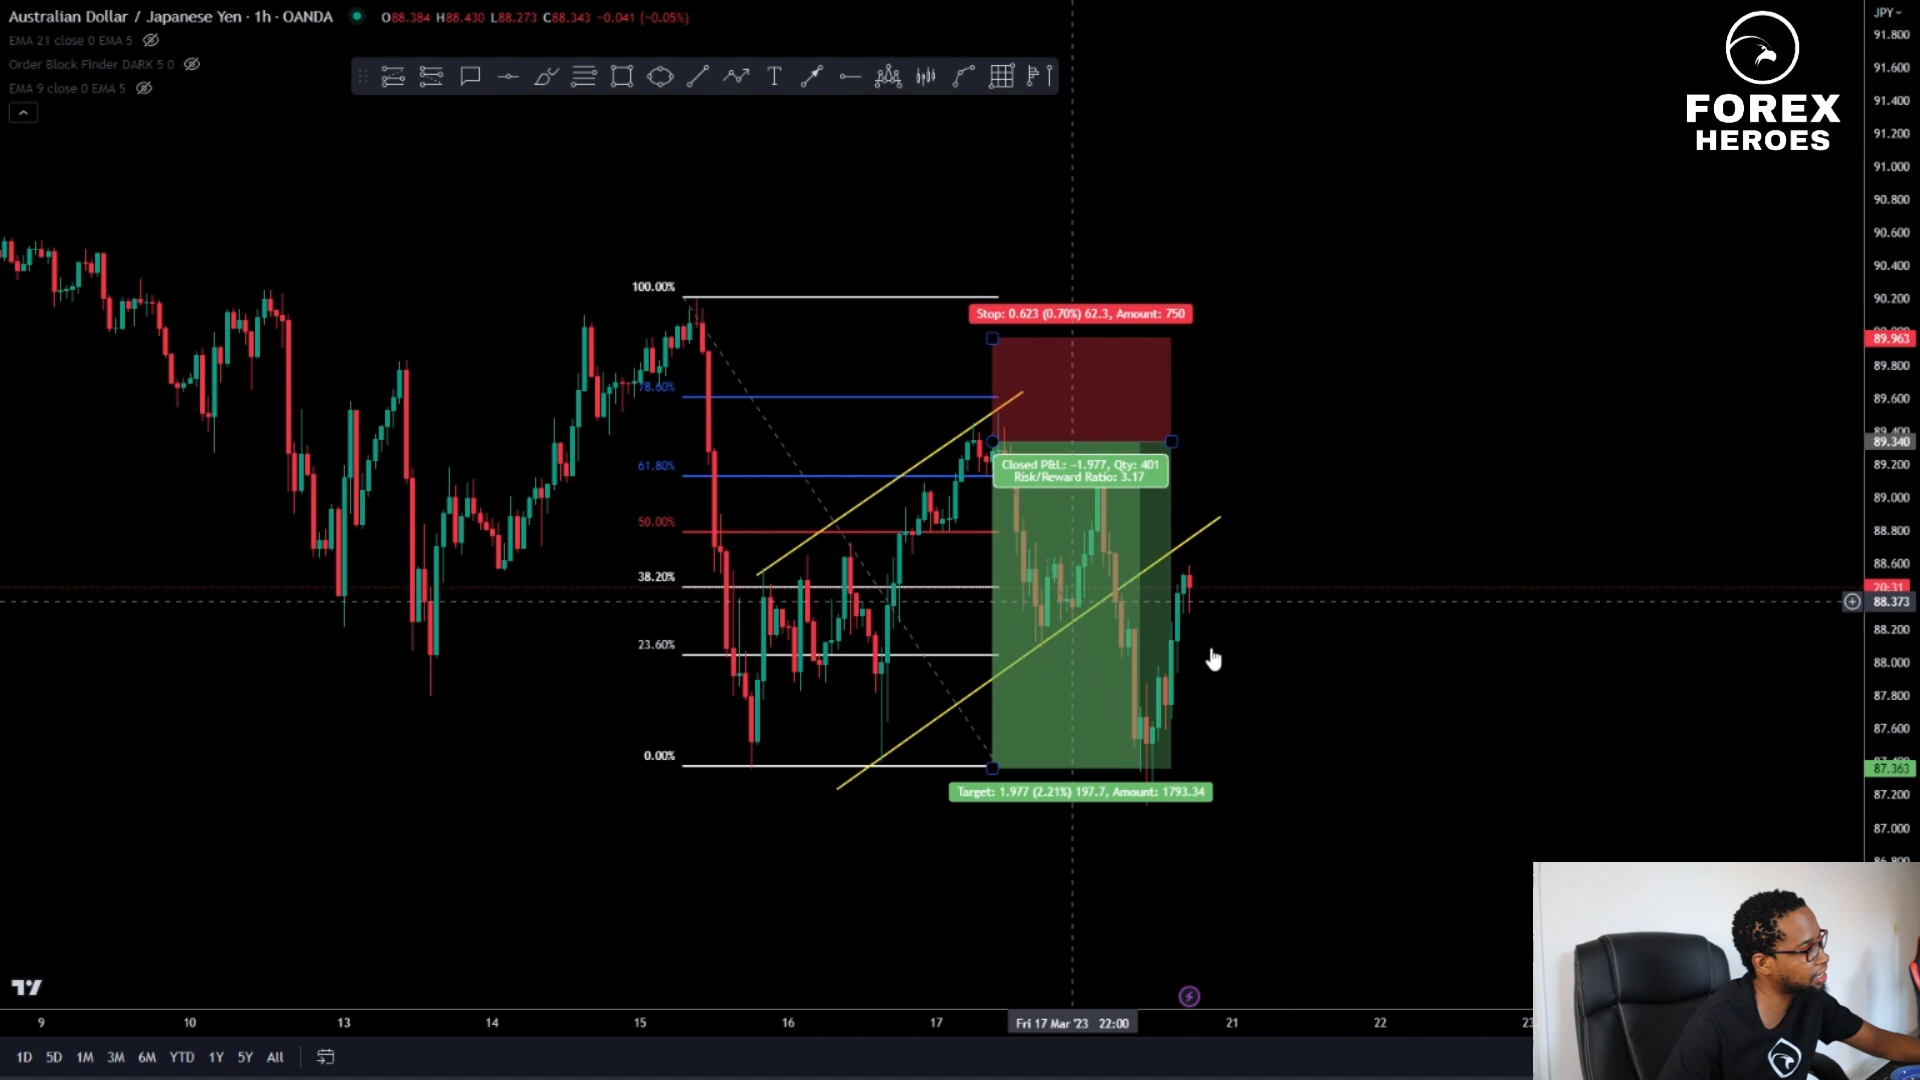 Australian Dollar / Japanese Yen · 1h · OANDA
O88.384 H88.430 L88.273 C88.343 −0.041 (−0.05%)
EMA 21 close 0 EMA 5
Order Block Finder DARK 5 0
EMA 9 close 0 EMA 5
T
FOREX
HEROES
JPY
91.800
91.600
91.400
91.200
91.000
90.800
90.600
90.400
90.200
89.963
89.800
89.600
89.340
89.200
89.000
88.800
88.600
20:31
88.373
88.200
88.000
87.800
87.600
87.363
87.200
87.000
100.00%
78.60%
61.80%
50.00%
38.20%
23.60%
0.00%
Stop: 0.623 (0.70%) 62.3, Amount: 750
Closed P&L: −1.977, Qty: 401
Risk/Reward Ratio: 3.17
Target: 1.977 (2.21%) 197.7, Amount: 1793.34
9 10 13 14 15 16 17 Fri 17 Mar '23 22:00 21 22
1D 5D 1M 3M 6M YTD 1Y 5Y All